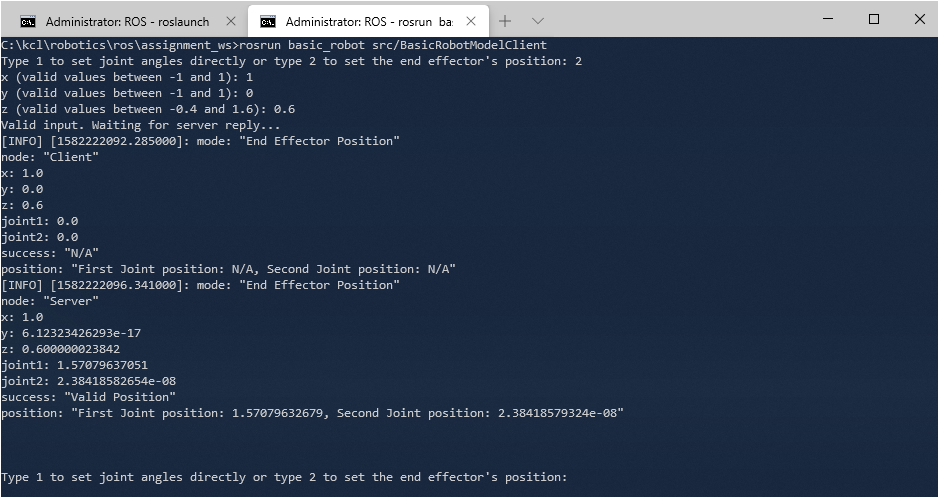 Administrator: ROS - roslaunch
Administrator: ROS - rosrun bas
C:\kcl\robotics\ros\assignment_ws>rosrun basic_robot src/BasicRobotModelClient
Type 1 to set joint angles directly or type 2 to set the end effector's position: 2
x (valid values between -1 and 1): 1
y (valid values between -1 and 1): 0
z (valid values between -0.4 and 1.6): 0.6
Valid input. Waiting for server reply...
[INFO] [1582222092.285000]: mode: "End Effector Position"
node: "Client"
x: 1.0
y: 0.0
z: 0.6
joint1: 0.0
joint2: 0.0
success: "N/A"
position: "First Joint position: N/A, Second Joint position: N/A"
[INFO] [1582222096.341000]: mode: "End Effector Position"
node: "Server"
x: 1.0
y: 6.12323426293e-17
z: 0.600000023842
joint1: 1.57079637051
joint2: 2.38418582654e-08
success: "Valid Position"
position: "First Joint position: 1.57079632679, Second Joint position: 2.38418579324e-08"
Type 1 to set joint angles directly or type 2 to set the end effector's position: